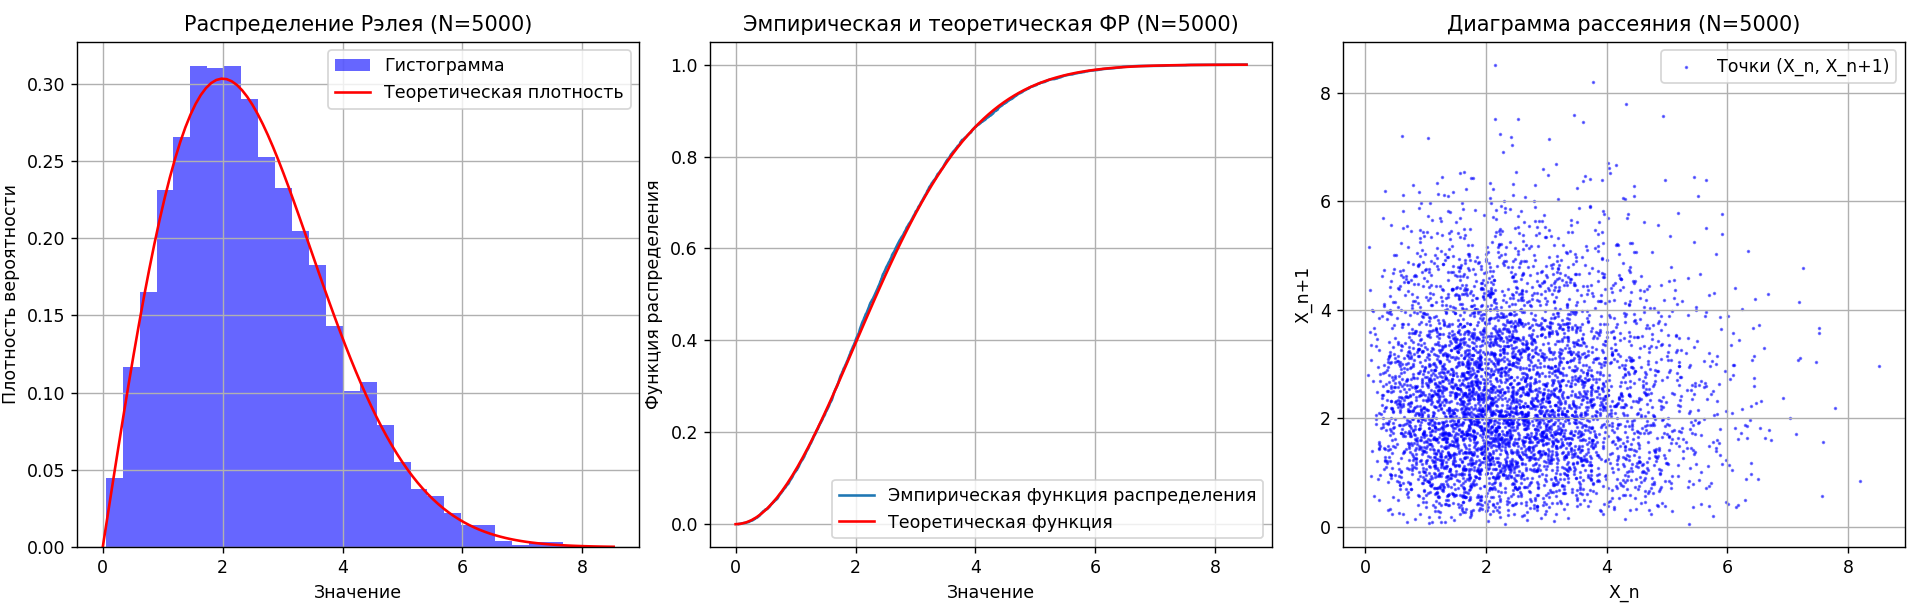 Распределение Рэлея (N=5000)
Гистограмма
Теоретическая плотность
Плотность вероятности
0.30
0.25
0.20
0.15
0.10
0.05
0.00
0 2 4 6 8
Значение
Эмпирическая и теоретическая ФР (N=5000)
Функция распределения
1.0
0.8
0.6
0.4
0.2
0.0
Эмпирическая функция распределения
Теоретическая функция
0 2 4 6 8
Значение
Диаграмма рассеяния (N=5000)
Точки (X_n, X_n+1)
X_n+1
8
6
4
2
0
0 2 4 6 8
X_n